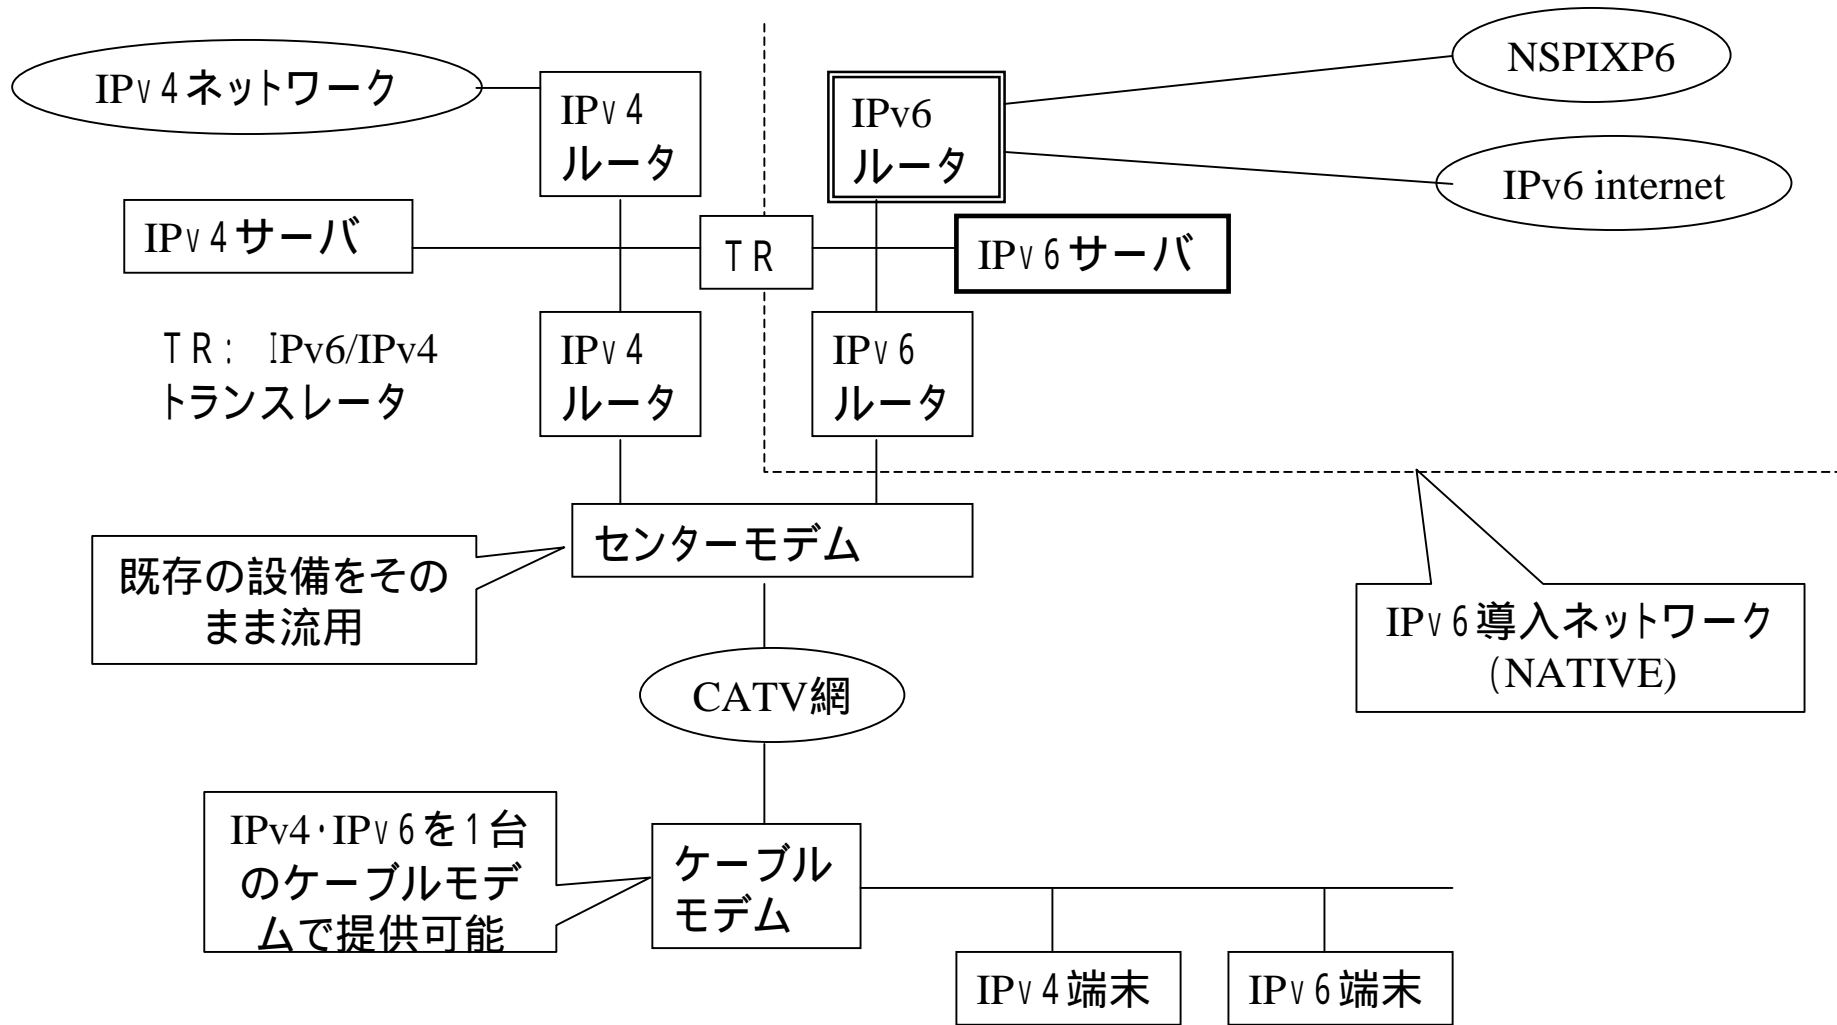 IPv4ネットワーク
IPv4
ルータ
IPv6
ルータ
NSPIXP6
IPv6 internet
IPv4サーバ
TR
IPv6サーバ
TR: IPv6/IPv4
トランスレータ
IPv4
ルータ
IPv6
ルータ
センターモデム
既存の設備をその
まま流用
IPv6導入ネットワーク
(NATIVE)
CATV網
IPv4・IPv6を1台
のケーブルモデ
ムで提供可能
ケーブル
モデム
IPv4端末
IPv6端末